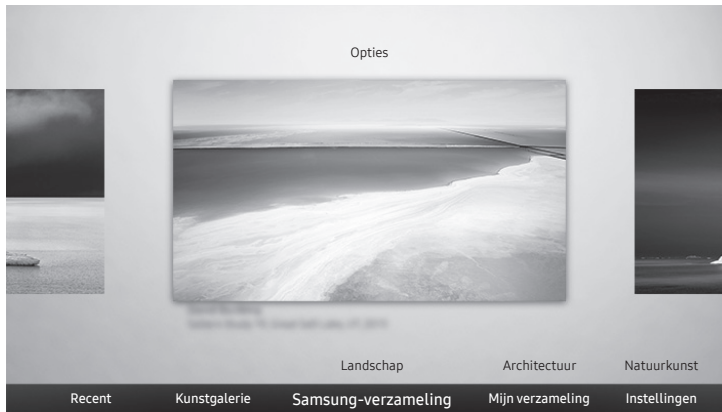 Opties
Landschap Architectuur Natuurkunst
Recent Kunstgalerie Samsung-verzameling Mijn verzameling Instellingen